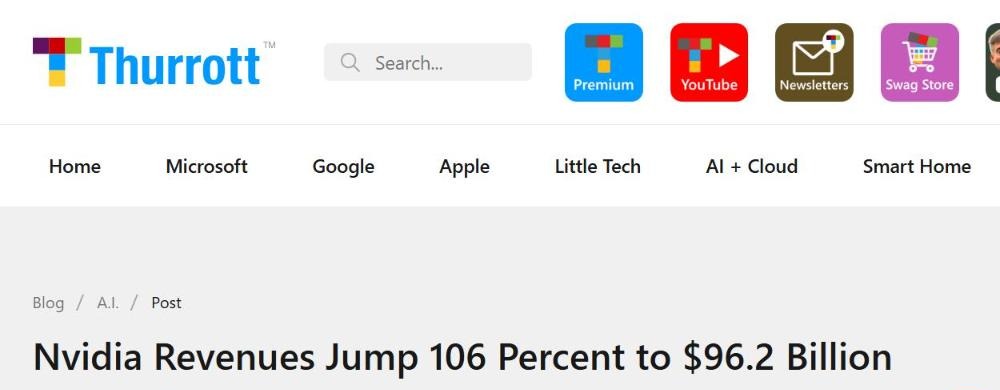 Thurrott™
Search...
Premium
YouTube
Newsletters
Swag Store
Home Microsoft Google Apple Little Tech AI + Cloud Smart Home
Blog / A.I. / Post
Nvidia Revenues Jump 106 Percent to $96.2 Billion